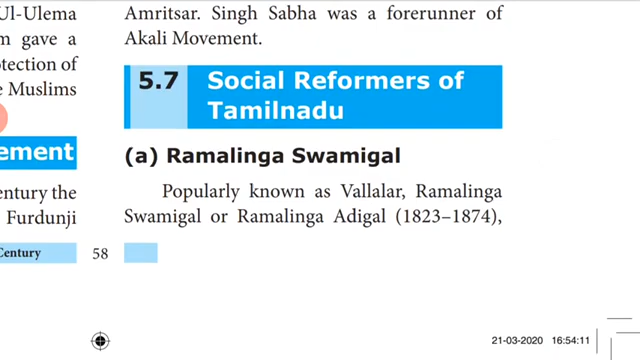 Ul-Ulema
m gave a
otection of
e Muslims
ement
entury the
Furdunji
Century
58
Amritsar. Singh Sabha was a forerunner of
Akali Movement.
5.7 Social Reformers of
Tamilnadu
(a) Ramalinga Swamigal
Popularly known as Vallalar, Ramalinga
Swamigal or Ramalinga Adigal (1823–1874),
21-03-2020 16:54:11